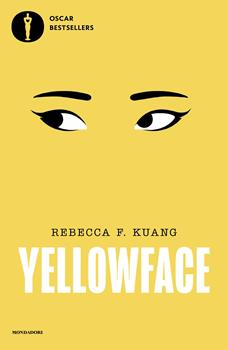 OSCAR
BESTSELLERS
REBECCA F. KUANG
YELLOWFACE
MONDADORI